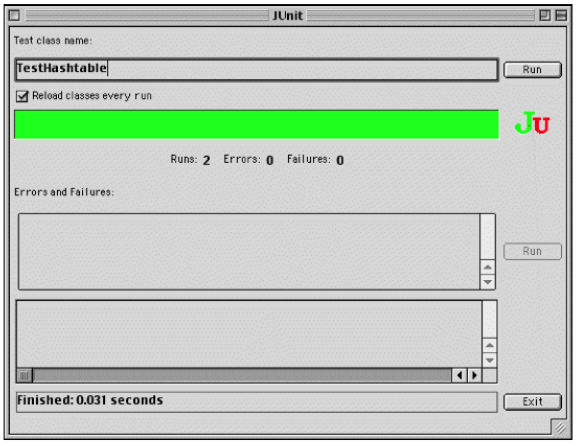 JUnit
Test class name:
TestHashtable
Run
Reload classes every run
JU
Runs: 2 Errors: 0 Failures: 0
Errors and Failures:
Run
Finished: 0.031 seconds
Exit